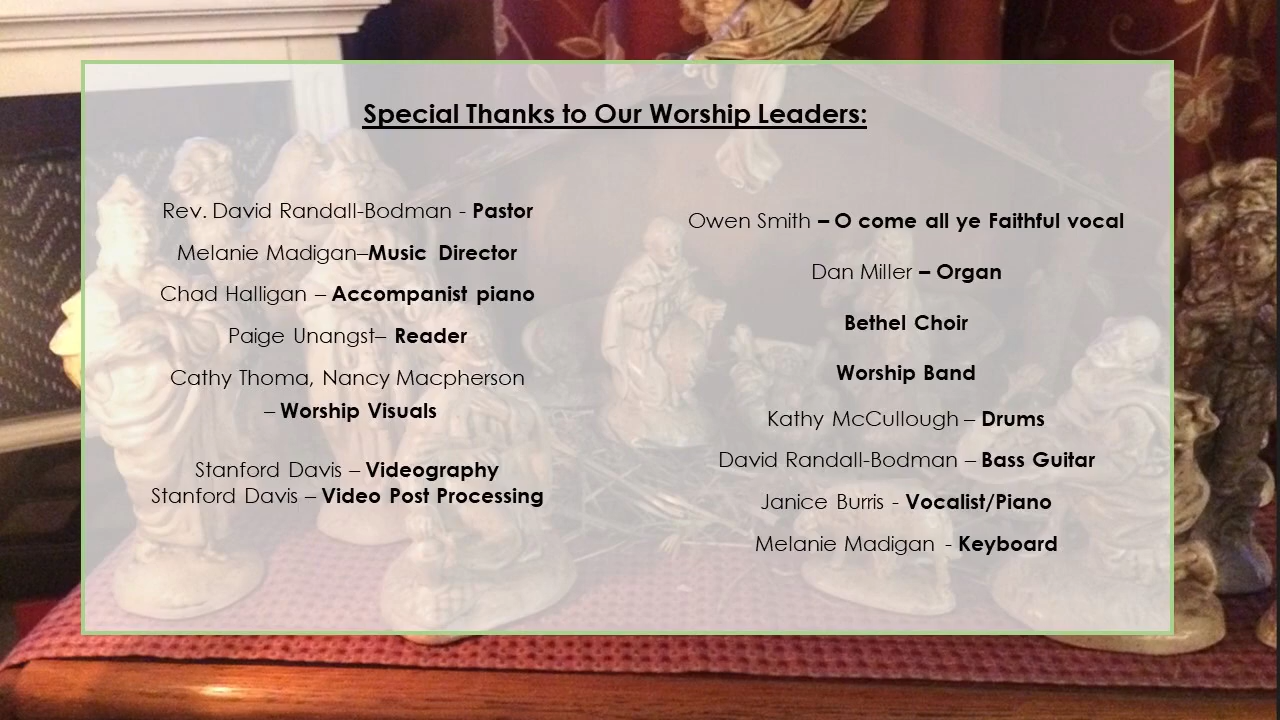 Special Thanks to Our Worship Leaders:
Rev. David Randall-Bodman - Pastor
Melanie Madigan–Music Director
Chad Halligan – Accompanist piano
Paige Unangst– Reader
Cathy Thoma, Nancy Macpherson
– Worship Visuals
Stanford Davis – Videography
Stanford Davis – Video Post Processing
Owen Smith – O come all ye Faithful vocal
Dan Miller – Organ
Bethel Choir
Worship Band
Kathy McCullough – Drums
David Randall-Bodman – Bass Guitar
Janice Burris - Vocalist/Piano
Melanie Madigan - Keyboard